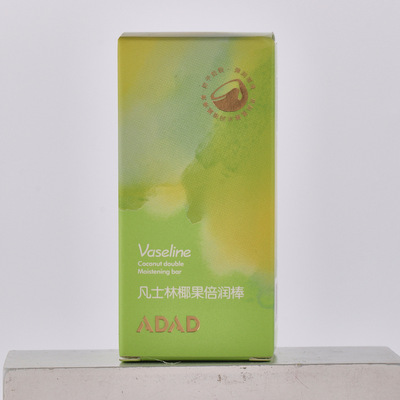 Vaseline
Coconut double
Moistening bar
凡士林椰果倍润棒
ADAD